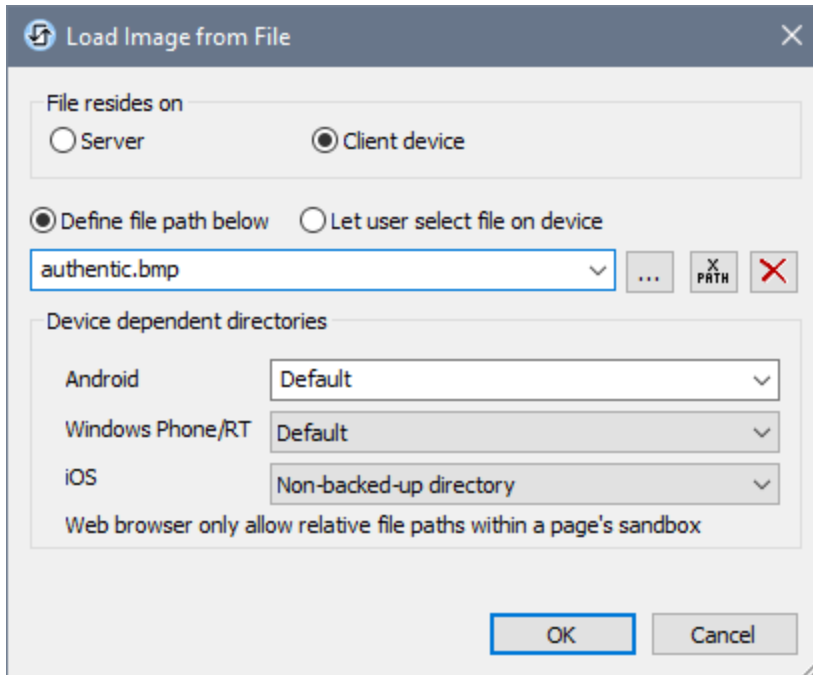 Load Image from File
File resides on
Server Client device
Define file path below Let user select file on device
authentic.bmp ... X PATH
Device dependent directories
Android Default
Windows Phone/RT Default
iOS Non-backed-up directory
Web browser only allow relative file paths within a page's sandbox
OK Cancel